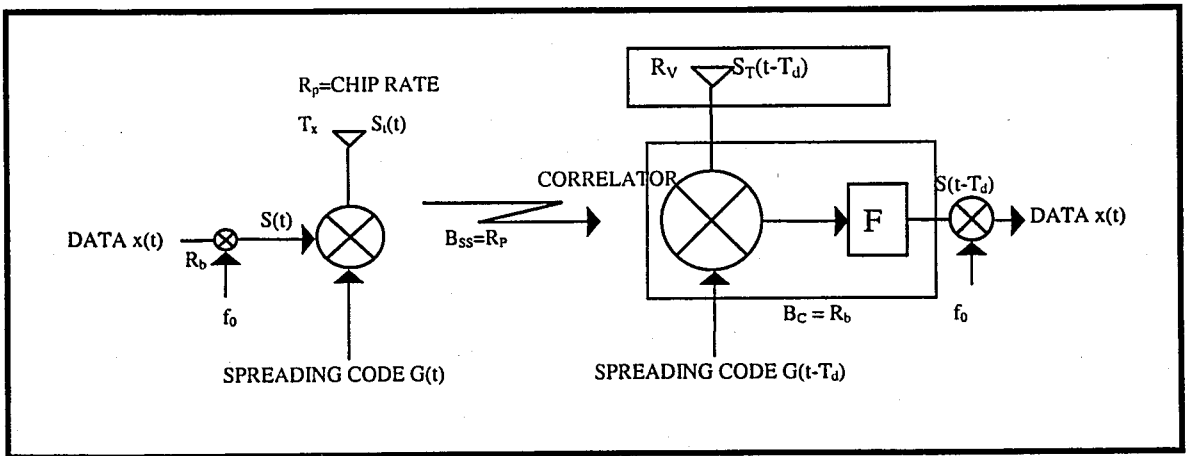 R_p=CHIP RATE
T_x S_t(t)
DATA x(t)
R_b
S(t)
f_0
SPREADING CODE G(t)
B_SS=R_P
CORRELATOR
R_V S_T(t-T_d)
F
S(t-T_d)
DATA x(t)
B_C = R_b
f_0
SPREADING CODE G(t-T_d)